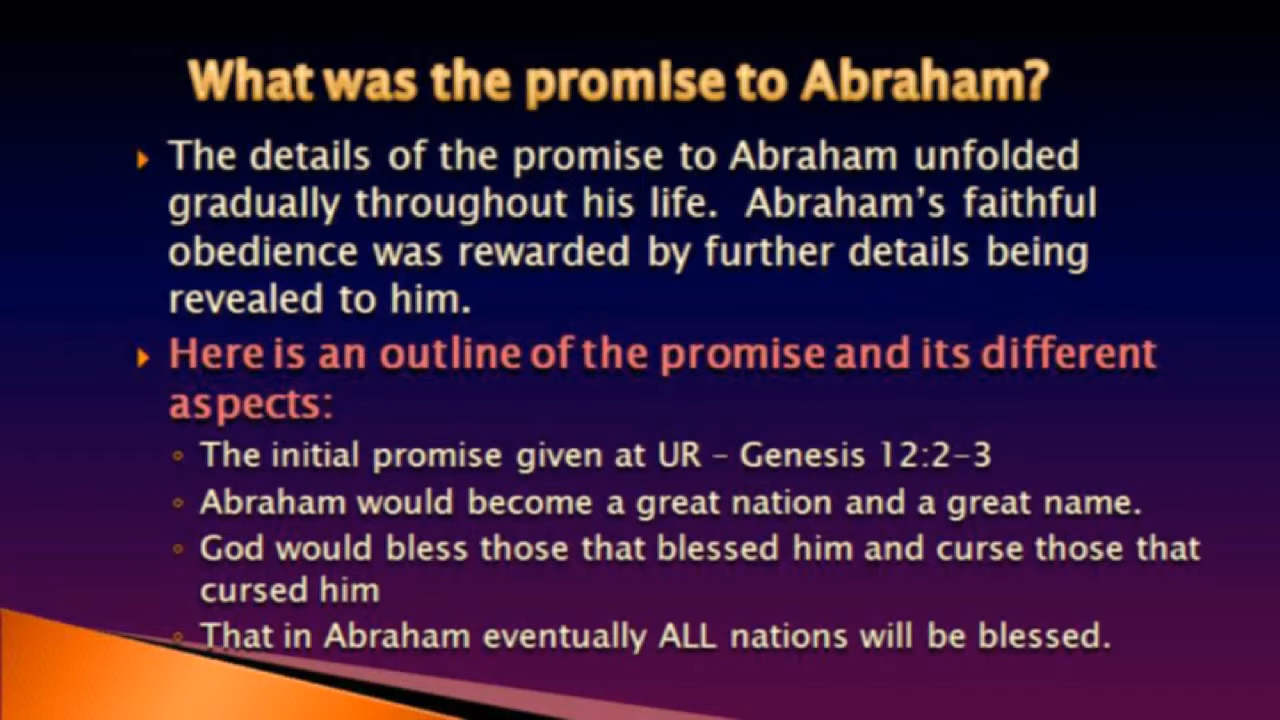 What was the promise to Abraham?
The details of the promise to Abraham unfolded
gradually throughout his life.  Abraham’s faithful
obedience was rewarded by further details being
revealed to him.
Here is an outline of the promise and its different
aspects:
The initial promise given at UR – Genesis 12:2-3
Abraham would become a great nation and a great name.
God would bless those that blessed him and curse those that
cursed him
That in Abraham eventually ALL nations will be blessed.